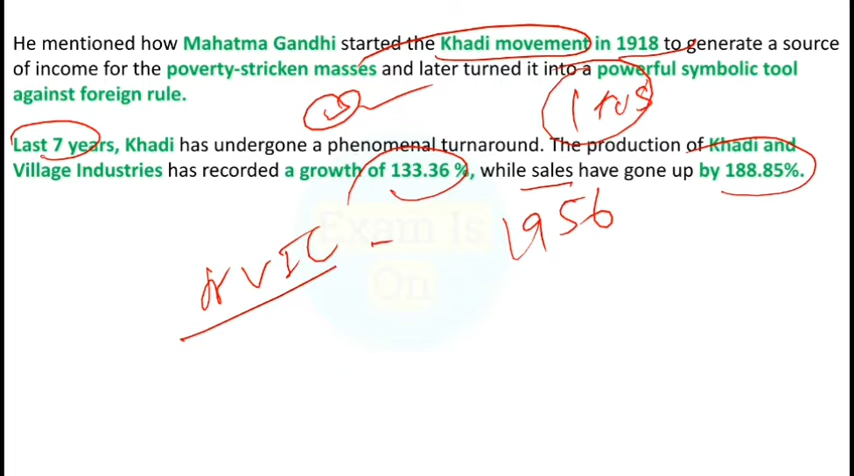 He mentioned how Mahatma Gandhi started the Khadi movement in 1918 to generate a source
of income for the poverty-stricken masses and later turned it into a powerful symbolic tool
against foreign rule.
Last 7 years, Khadi has undergone a phenomenal turnaround. The production of Khadi and
Village Industries has recorded a growth of 133.36 %, while sales have gone up by 188.85%.
KVIC - 1956
Exam Is
On